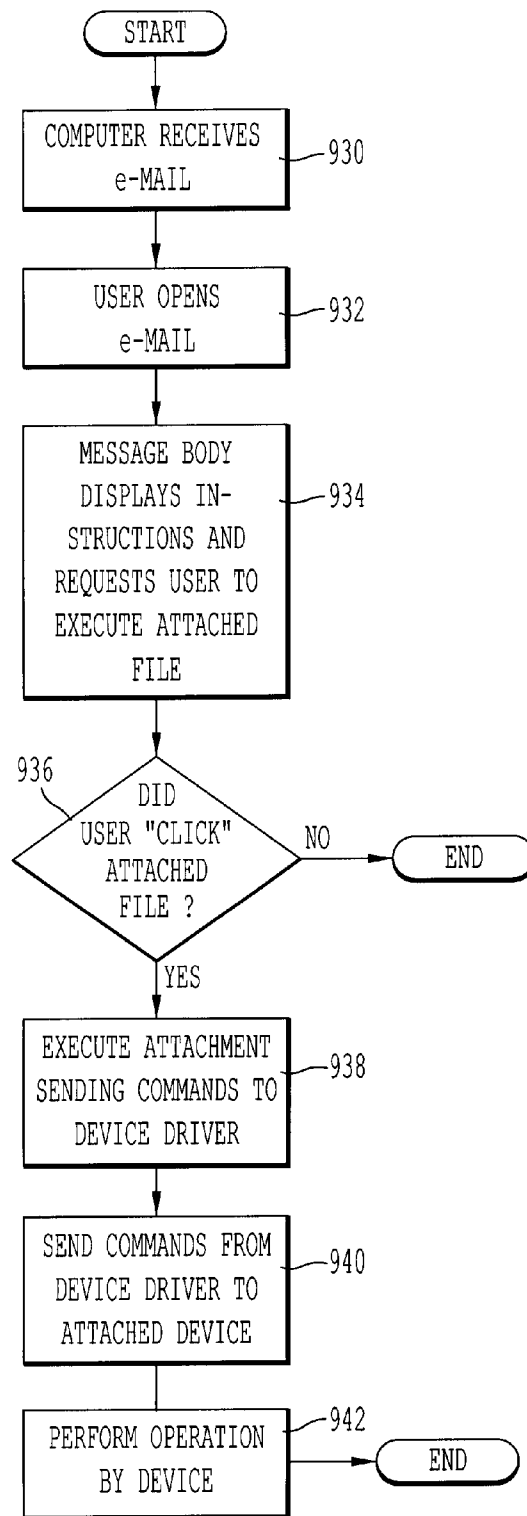 START
COMPUTER RECEIVES
e-MAIL
930
USER OPENS
e-MAIL
932
MESSAGE BODY
DISPLAYS IN-
STRUCTIONS AND
REQUESTS USER TO
EXECUTE ATTACHED
FILE
934
936
DID
USER "CLICK"
ATTACHED
FILE ?
NO
END
YES
EXECUTE ATTACHMENT
SENDING COMMANDS TO
DEVICE DRIVER
938
SEND COMMANDS FROM
DEVICE DRIVER TO
ATTACHED DEVICE
940
PERFORM OPERATION
BY DEVICE
942
END